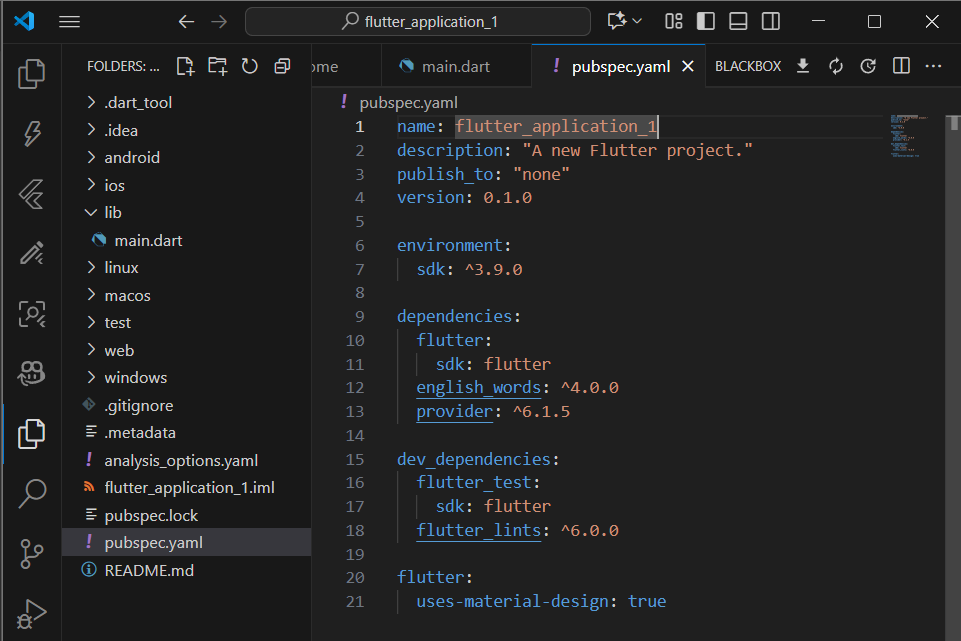 flutter_application_1
FOLDERS: ...
ome
main.dart
pubspec.yaml
BLACKBOX
.dart_tool
.idea
android
ios
lib
main.dart
linux
macos
test
web
windows
.gitignore
.metadata
analysis_options.yaml
flutter_application_1.iml
pubspec.lock
pubspec.yaml
README.md
pubspec.yaml
1 name: flutter_application_1
2 description: "A new Flutter project."
3 publish_to: "none"
4 version: 0.1.0
5
6 environment:
7 sdk: ^3.9.0
8
9 dependencies:
10 flutter:
11 sdk: flutter
12 english_words: ^4.0.0
13 provider: ^6.1.5
14
15 dev_dependencies:
16 flutter_test:
17 sdk: flutter
18 flutter_lints: ^6.0.0
19
20 flutter:
21 uses-material-design: true